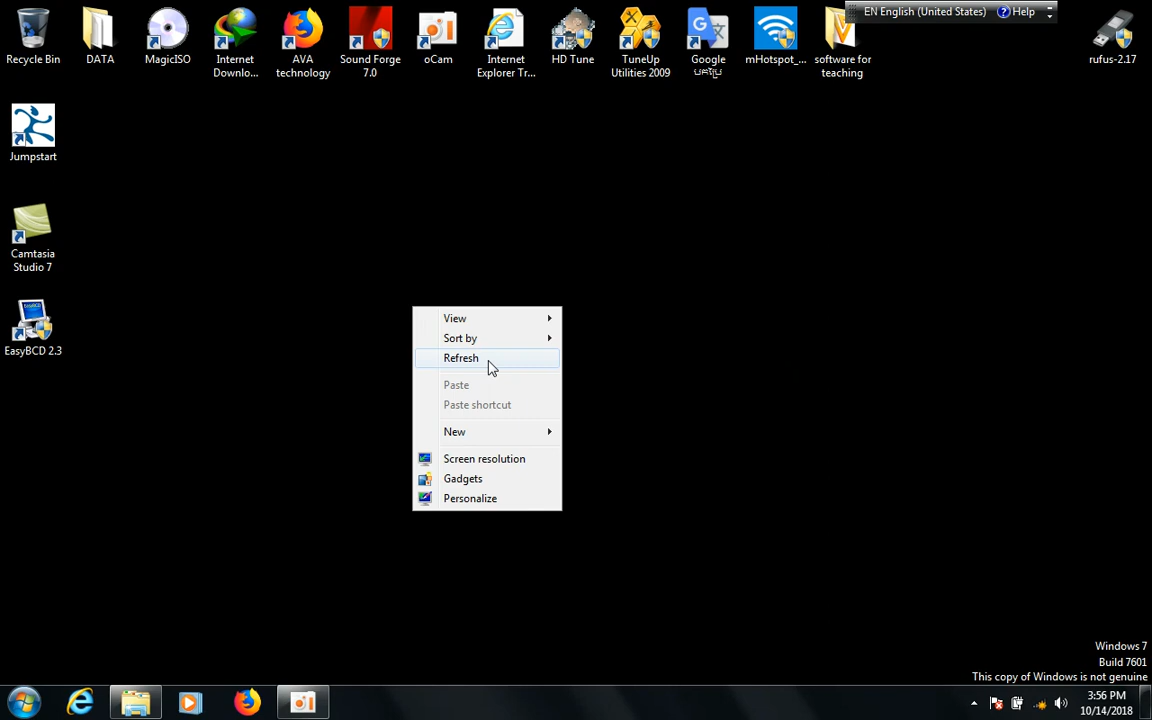 EN English (United States) Help
Recycle Bin
DATA
MagicISO
Internet
Downlo...
AVA
technology
Sound Forge
7.0
oCam
Internet
Explorer Tr...
HD Tune
TuneUp
Utilities 2009
Google
mHotspot_...
software for
teaching
rufus-2.17
Jumpstart
Camtasia
Studio 7
EasyBCD 2.3
View
Sort by
Refresh
Paste
Paste shortcut
New
Screen resolution
Gadgets
Personalize
Windows 7
Build 7601
This copy of Windows is not genuine
3:56 PM
10/14/2018